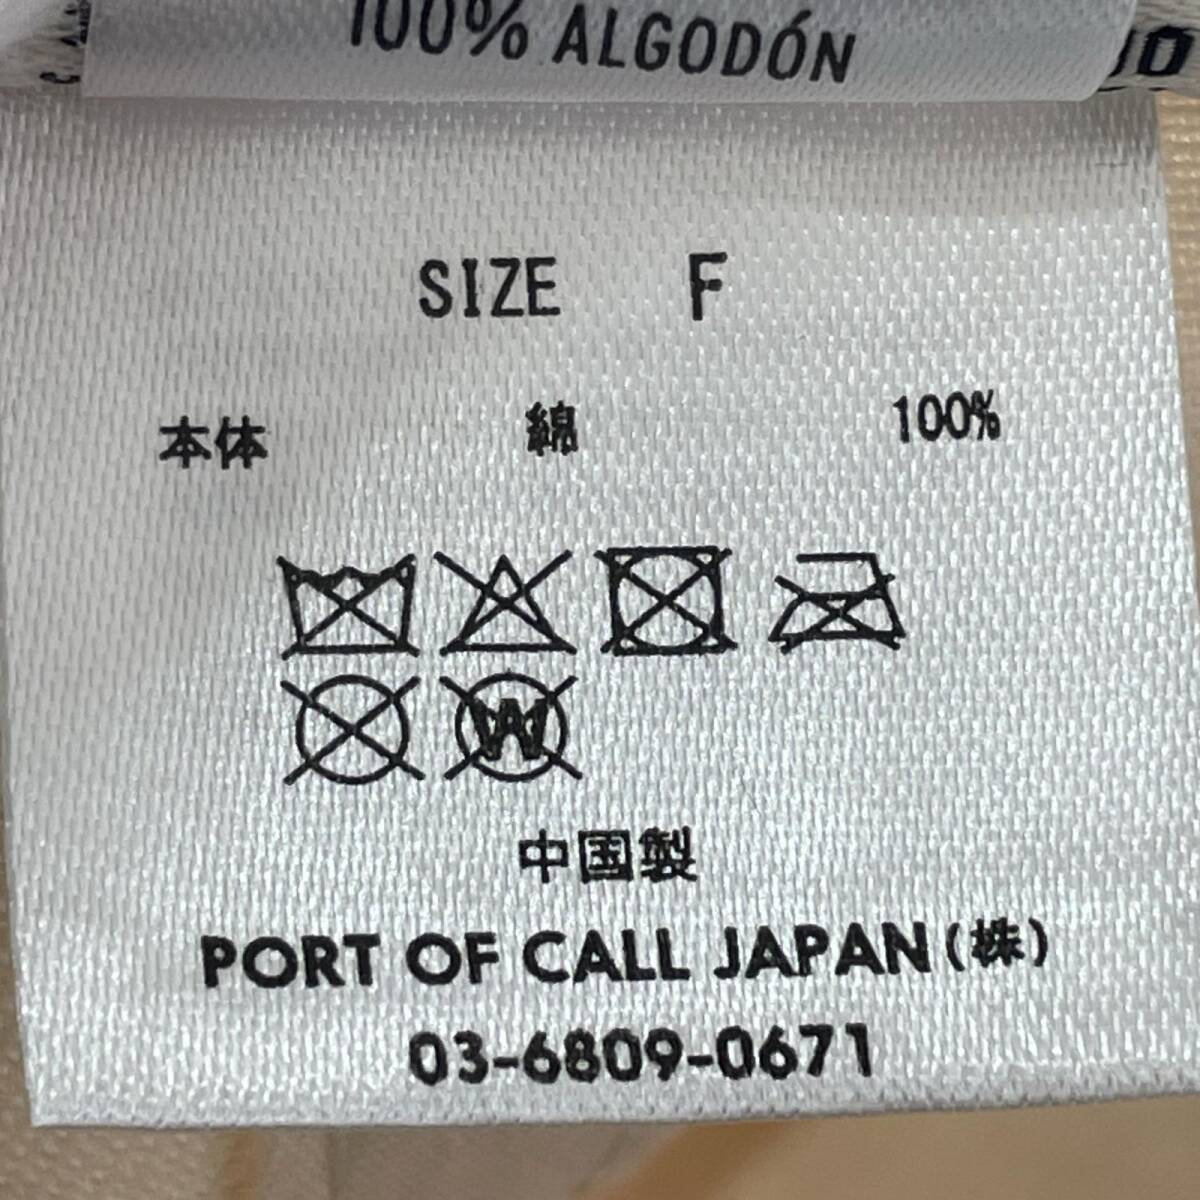 100% ALGODÓN
SIZE F
本体 綿 100%
W
中国製
PORT OF CALL JAPAN(株)
03-6809-0671